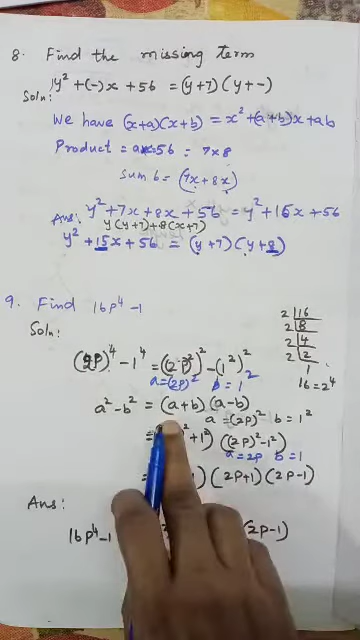 8. Find the missing term
y² + (-)x + 56 = (y+7)(y+-)
Soln:
We have (x+a)(x+b) = x²+(a+b)x+ab
Product = 56 = 7x8
sum 6 = (7x+8x)
Ans: y²+7x+8x+56 = y²+15x+56
y(y+7)+8(x+7)
y²+15x+56 = (y+7)(y+8)
9. Find 16p⁴-1
Soln:
2 16
2 8
2 4
2 2
1
16=2⁴
(2p)⁴-1⁴ = (2p²)²-(1²)²
a=(2p)² b=1²
a²-b² = (a+b)(a-b)
a=(2p)² b=1²
+1²) ((2p)²-1²)
a=2p b=1
(2p+1)(2p-1)
Ans:
16p⁴-1 (2p-1)